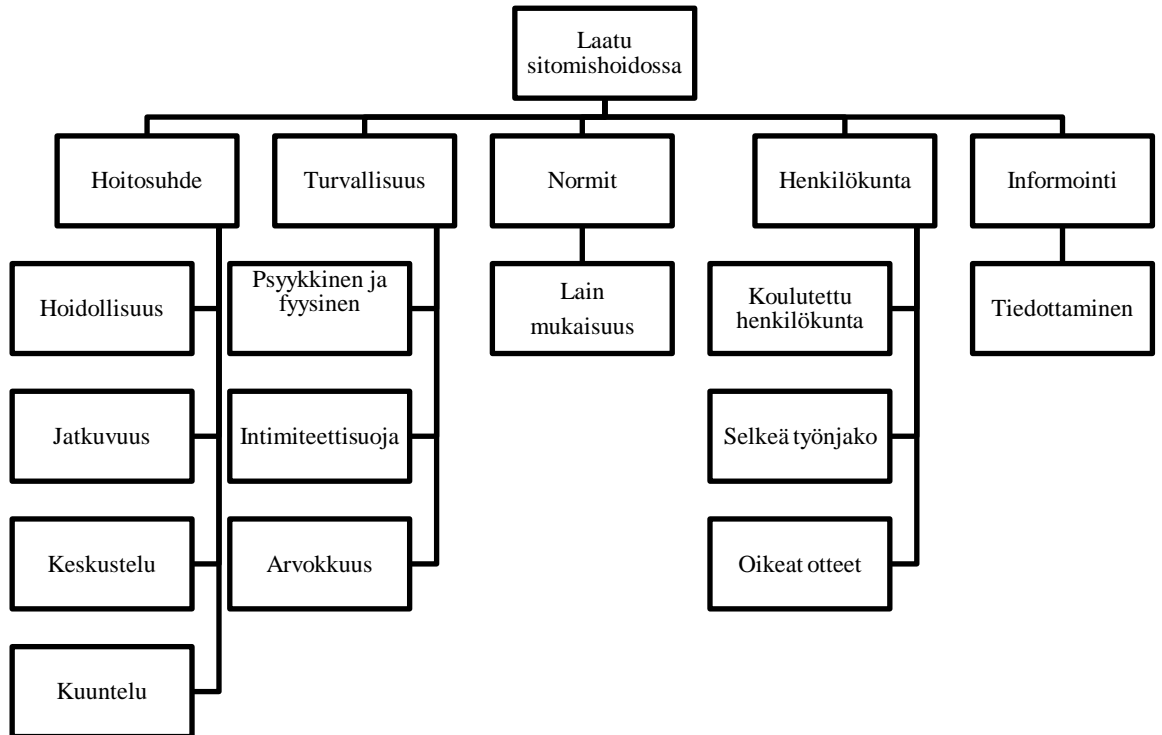 Laatu
sitomishoidossa
Hoitosuhde
Turvallisuus
Normit
Henkilökunta
Informointi
Hoidollisuus
Psyykkinen ja
fyysinen
Lain
mukaisuus
Koulutettu
henkilökunta
Tiedottaminen
Jatkuvuus
Intimiteettisuoja
Selkeä työnjako
Keskustelu
Arvokkuus
Oikeat otteet
Kuuntelu